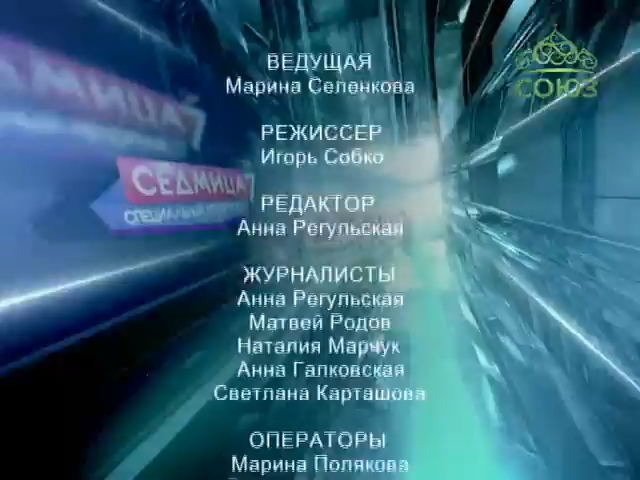 СОЮЗ
ВЕДУЩАЯ
Марина Селенкова
РЕЖИССЕР
Игорь Собко
СЕДМИЦА
РЕДАКТОР
Анна Регульская
ЖУРНАЛИСТЫ
Анна Регульская
Матвей Родов
Наталия Марчук
Анна Галковская
Светлана Карташова
ОПЕРАТОРЫ
Марина Полякова